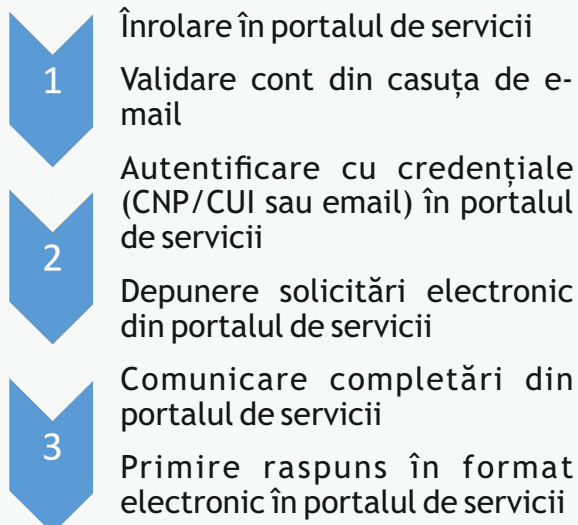 1
Înrolare în portalul de servicii
Validare cont din casuța de e-
mail
2
Autentificare cu credențiale
(CNP/CUI sau email) în portalul
de servicii
Depunere solicitări electronic
din portalul de servicii
3
Comunicare completări din
portalul de servicii
Primire raspuns în format
electronic în portalul de servicii